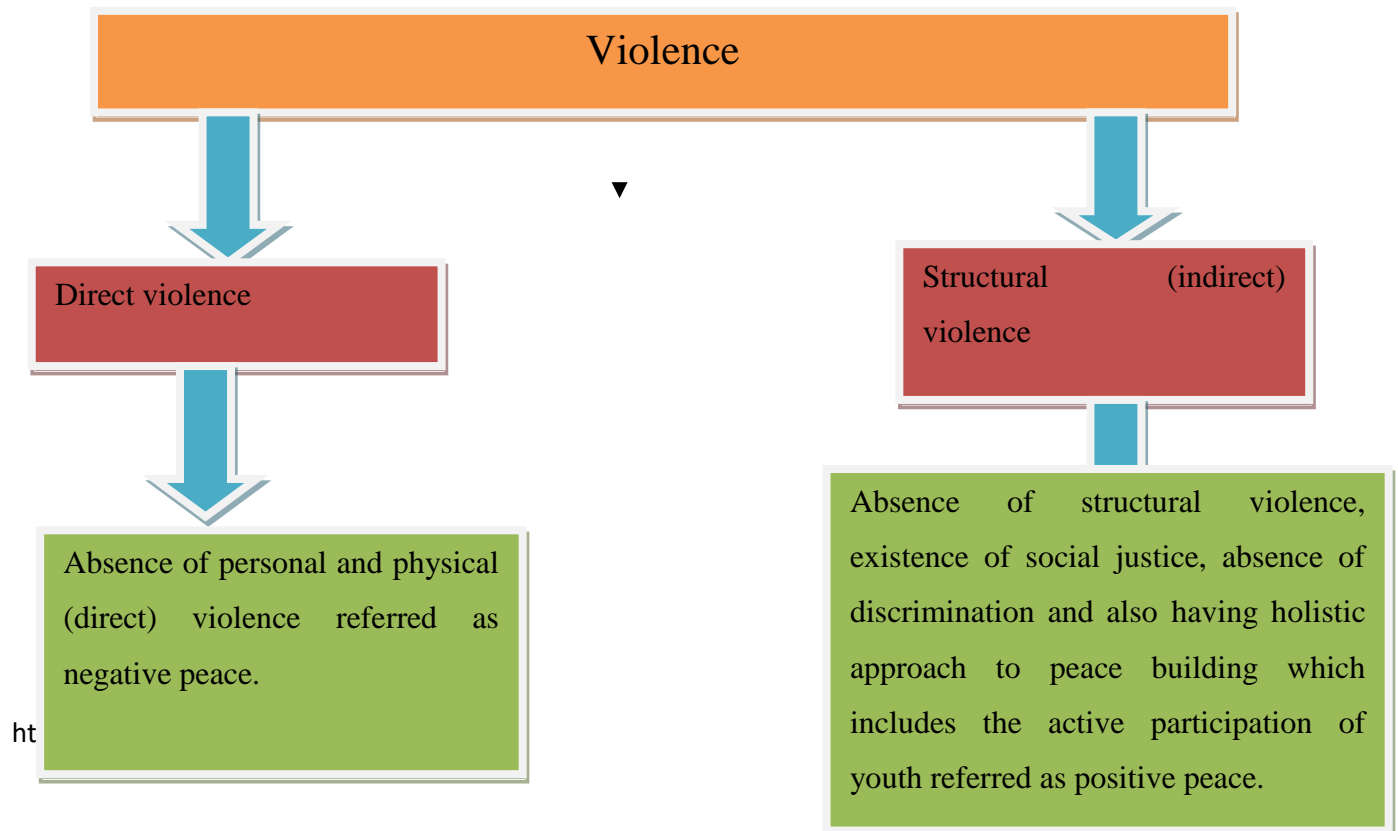 Violence
▼
Direct violence
Structural (indirect)
violence
Absence of personal and physical
(direct) violence referred as
negative peace.
Absence of structural violence,
existence of social justice, absence of
discrimination and also having holistic
approach to peace building which
includes the active participation of
youth referred as positive peace.
ht